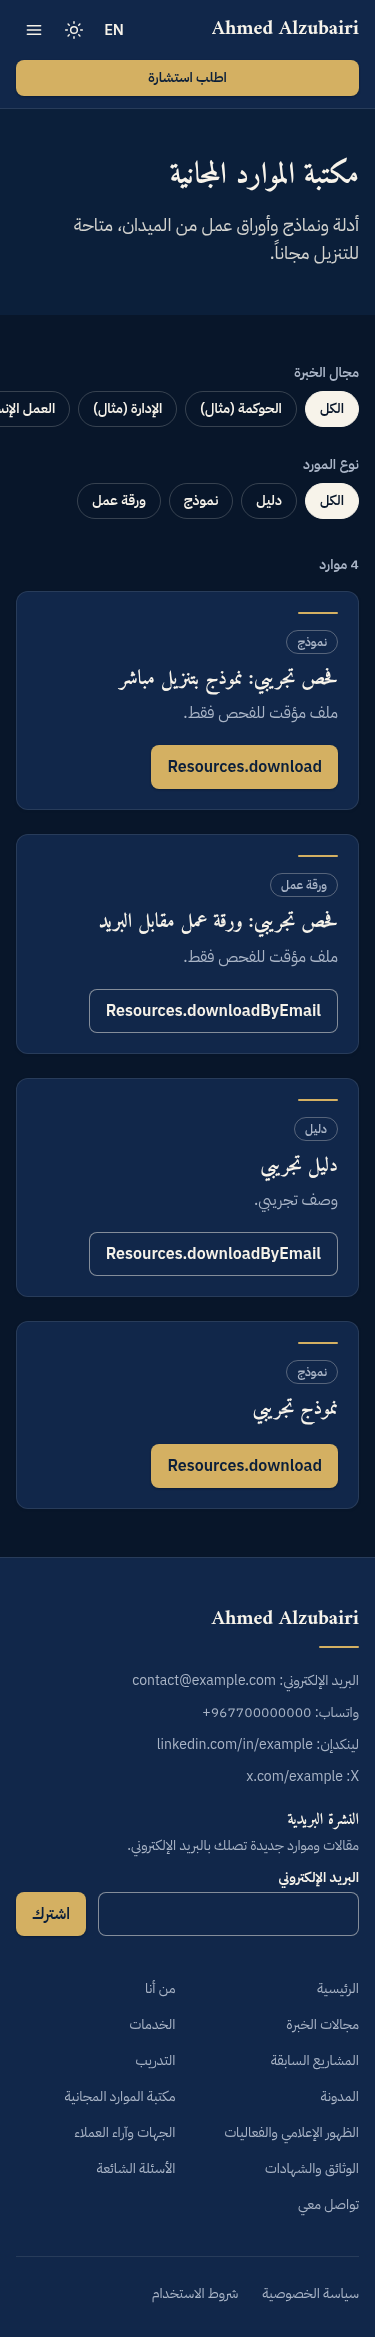 Ahmed Alzubairi
EN
اطلب استشارة
مكتبة الموارد المجانية
أدلة ونماذج وأوراق عمل من الميدان، متاحة
للتنزيل مجاناً.
مجال الخبرة
الكل
الحوكمة (مثال)
الإدارة (مثال)
العمل الإنس
نوع المورد
الكل
دليل
نموذج
ورقة عمل
4 موارد
نموذج
فحص تجريبي: نموذج بتنزيل مباشر
ملف مؤقت للفحص فقط.
Resources.download
ورقة عمل
فحص تجريبي: ورقة عمل مقابل البريد
ملف مؤقت للفحص فقط.
Resources.downloadByEmail
دليل
دليل تجريبي
وصف تجريبي.
Resources.downloadByEmail
نموذج
نموذج تجريبي
Resources.download
Ahmed Alzubairi
البريد الإلكتروني: contact@example.com
واتساب: +967700000000
لينكدإن: linkedin.com/in/example
X: x.com/example
النشرة البريدية
مقالات وموارد جديدة تصلك بالبريد الإلكتروني.
البريد الإلكتروني
اشترك
الرئيسية
من أنا
مجالات الخبرة
الخدمات
المشاريع السابقة
التدريب
المدونة
مكتبة الموارد المجانية
الظهور الإعلامي والفعاليات
الجهات وآراء العملاء
الوثائق والشهادات
الأسئلة الشائعة
تواصل معي
سياسة الخصوصية
شروط الاستخدام